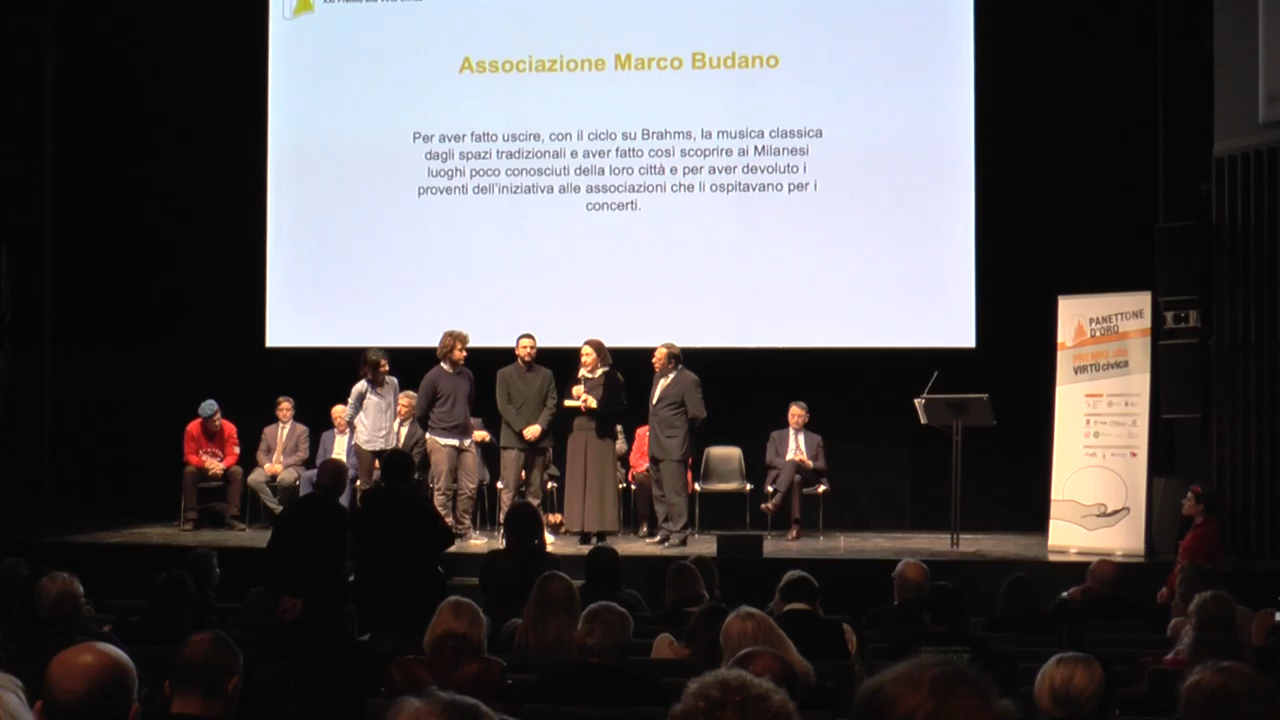 Associazione Marco Budano
Per aver fatto uscire, con il ciclo su Brahms, la musica classica
dagli spazi tradizionali e aver fatto così scoprire ai Milanesi
luoghi poco conosciuti della loro città e per aver devoluto i
proventi dell'iniziativa alle associazioni che li ospitavano per i
concerti.
PANETTONE
D'ORO
PREMIO alla
VIRTÙ civica